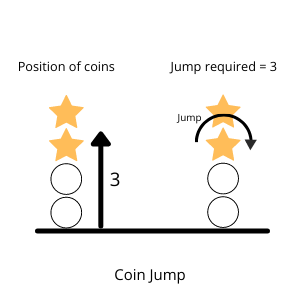 Position of coins
Jump required = 3
Jump
3
Coin Jump